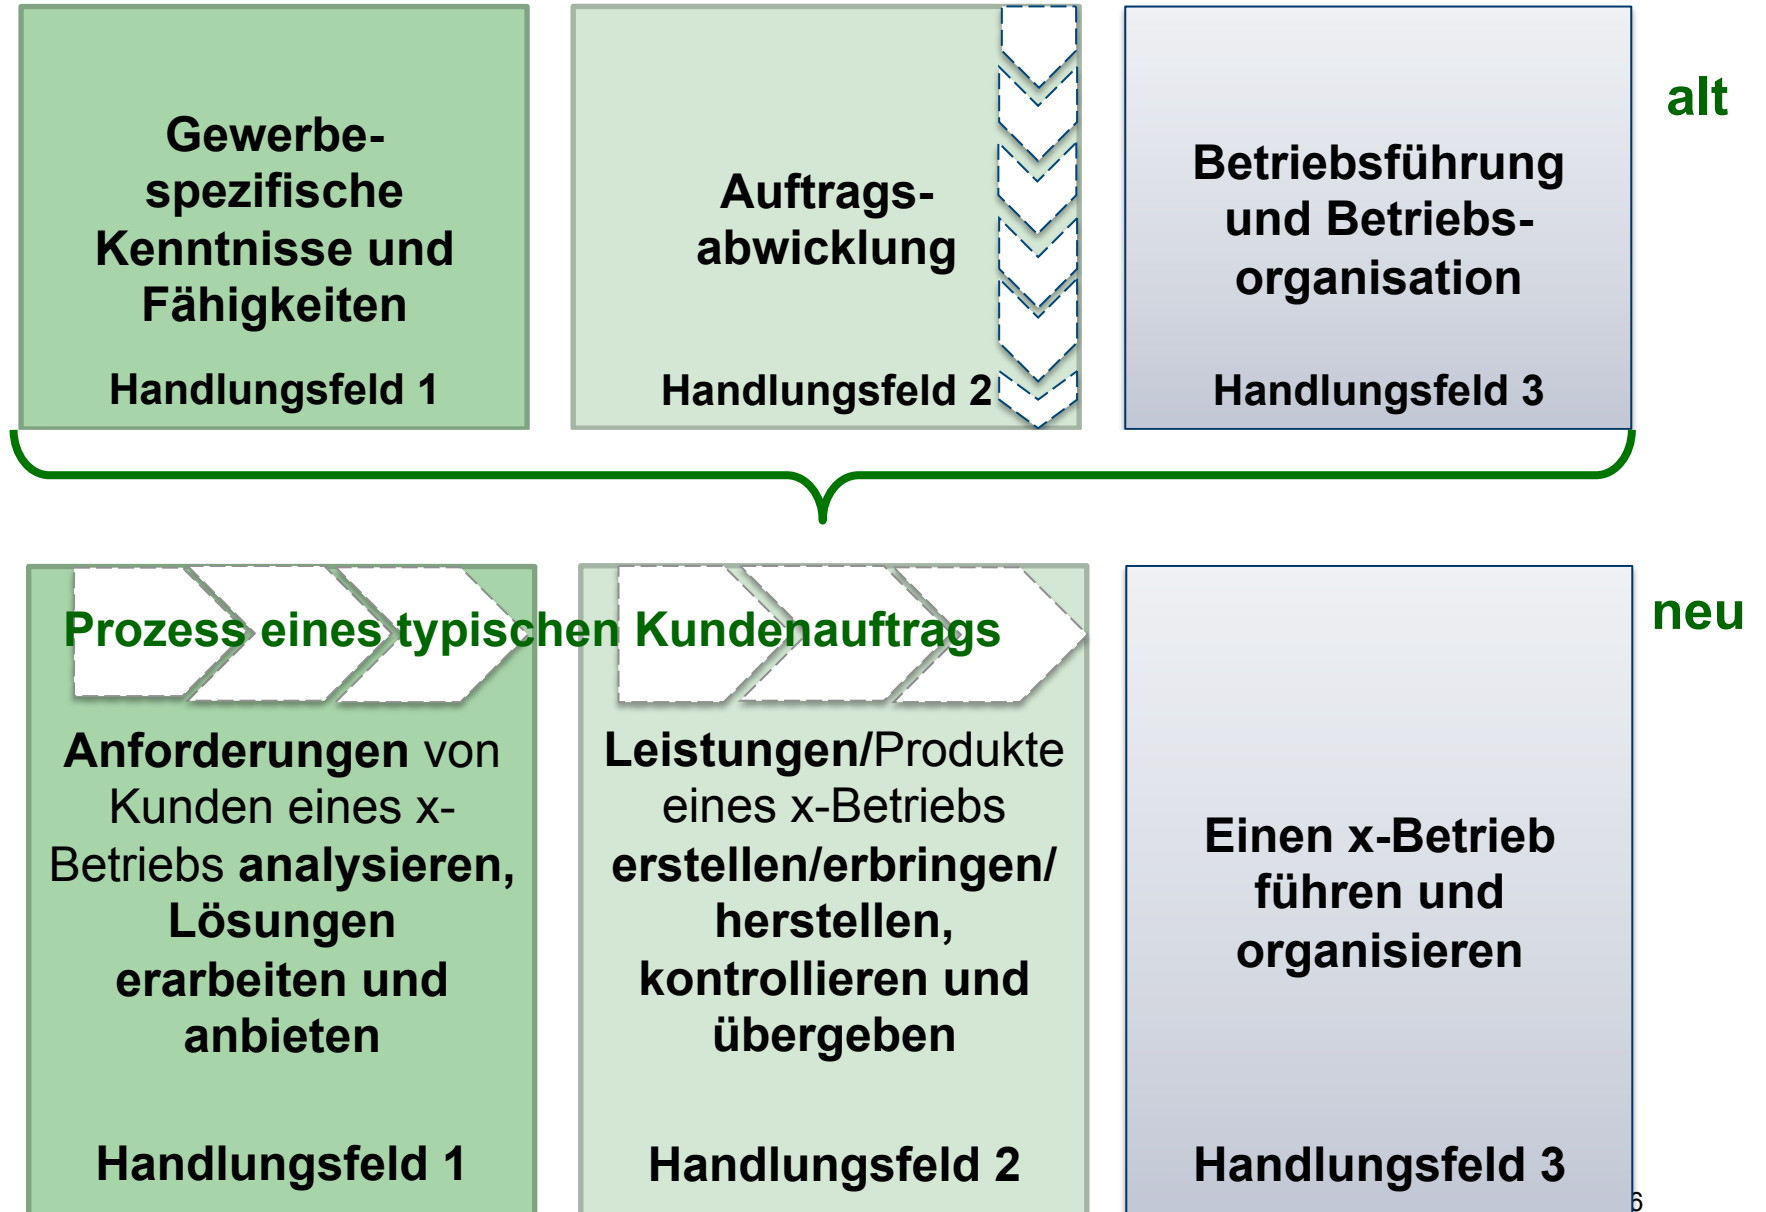 Gewerbe-
spezifische
Kenntnisse und
Fähigkeiten
Handlungsfeld 1
Auftrags-
abwicklung
Handlungsfeld 2
Betriebsführung
und Betriebs-
organisation
Handlungsfeld 3
alt
Prozess eines typischen Kundenauftrags
neu
Anforderungen von
Kunden eines x-
Betriebs analysieren,
Lösungen
erarbeiten und
anbieten
Handlungsfeld 1
Leistungen/Produkte
eines x-Betriebs
erstellen/erbringen/
herstellen,
kontrollieren und
übergeben
Handlungsfeld 2
Einen x-Betrieb
führen und
organisieren
Handlungsfeld 3
6